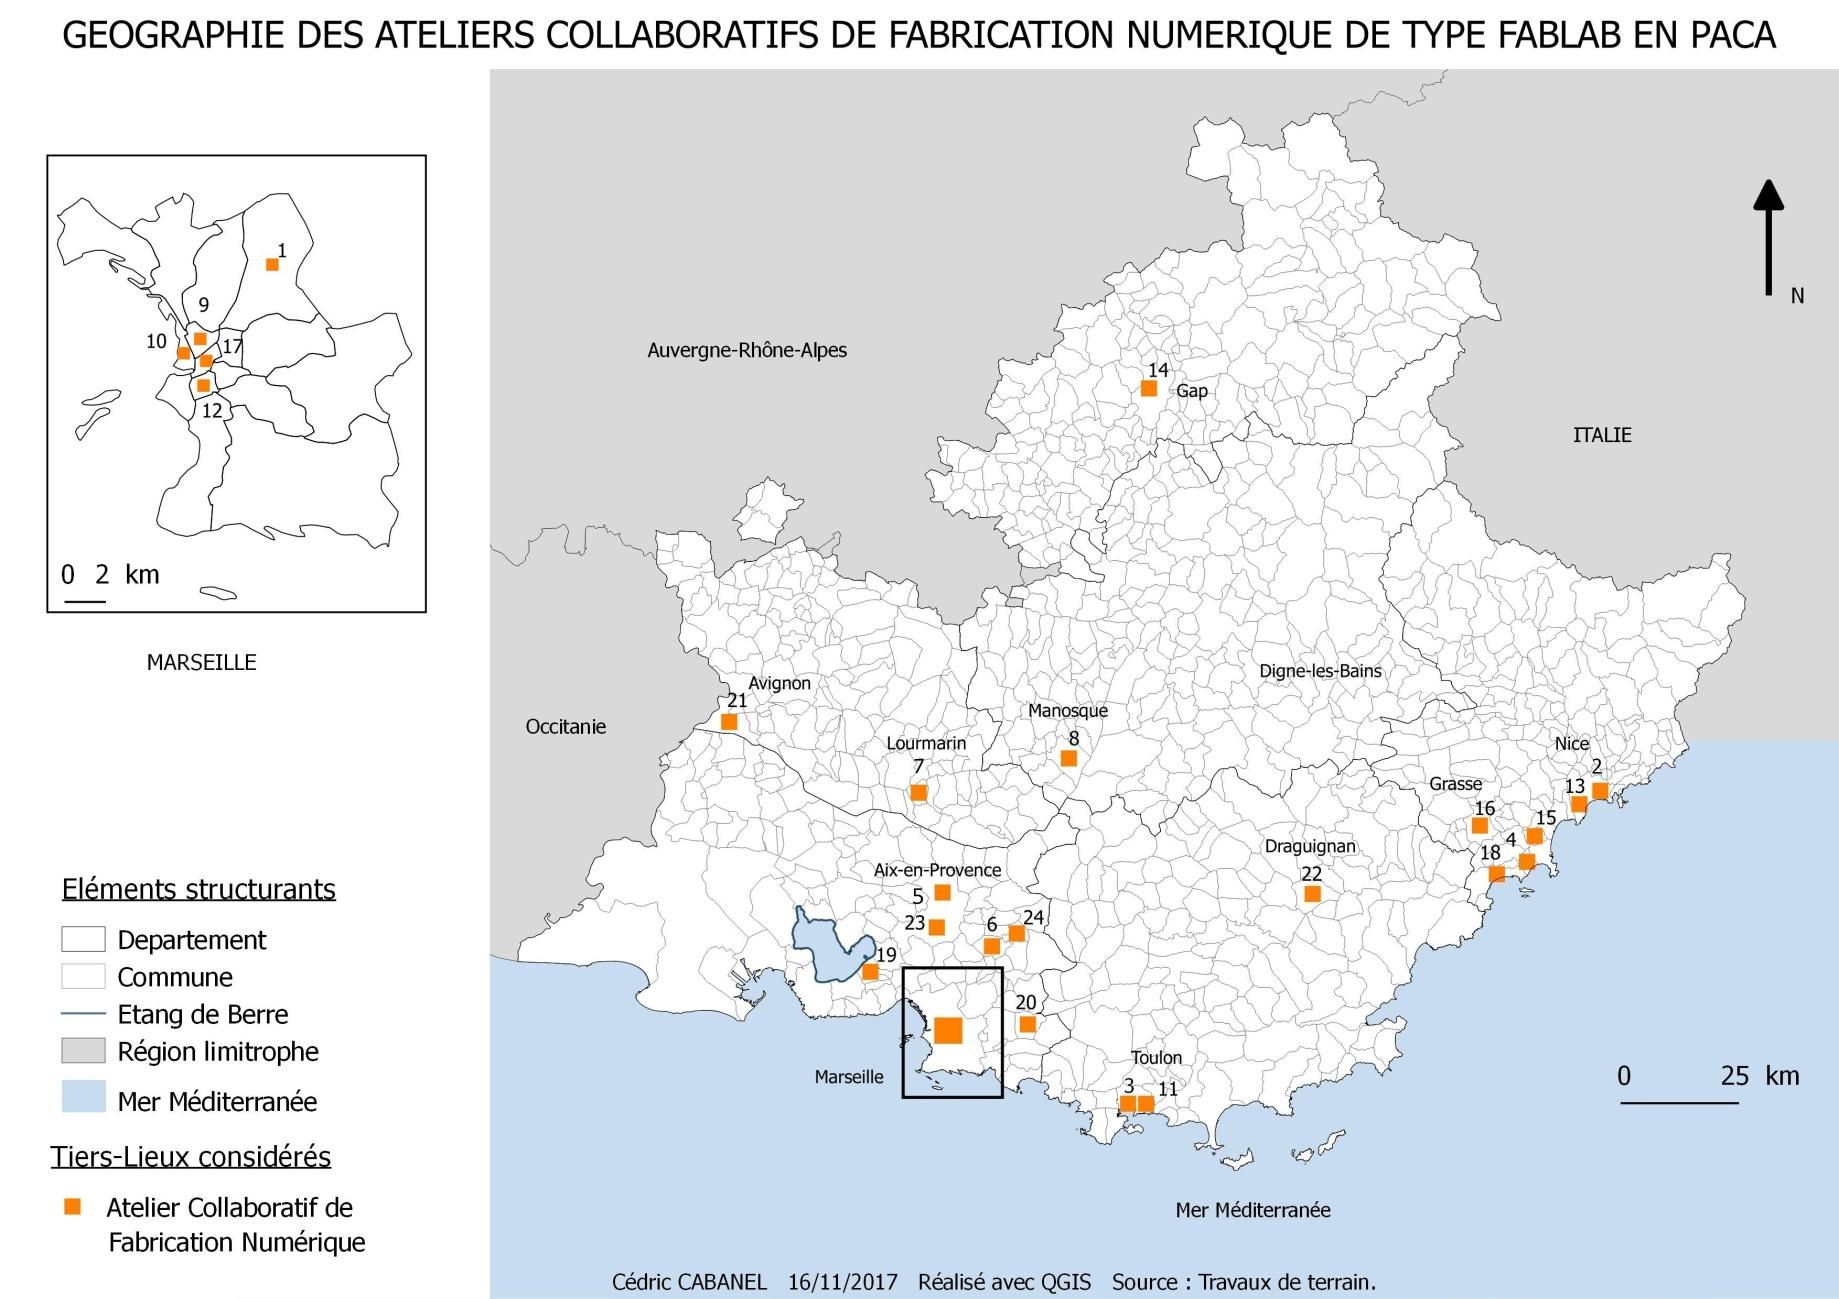 GEOGRAPHIE DES ATELIERS COLLABORATIFS DE FABRICATION NUMERIQUE DE TYPE FABLAB EN PACA
1
9
10
17
12
0 2 km
MARSEILLE
Auvergne-Rhône-Alpes
14
Gap
ITALIE
N
Occitanie
Avignon
21
Lourmarin
7
Manosque
8
Digne-les-Bains
Nice
2
13
Grasse
16
15
4
18
Draguignan
22
Aix-en-Provence
5
23
6
24
19
20
Marseille
Toulon
3
11
0 25 km
Mer Méditerranée
Eléments structurants
Departement
Commune
Etang de Berre
Région limitrophe
Mer Méditerranée
Tiers-Lieux considérés
Atelier Collaboratif de
Fabrication Numérique
Cédric CABANEL 16/11/2017 Réalisé avec QGIS Source : Travaux de terrain.